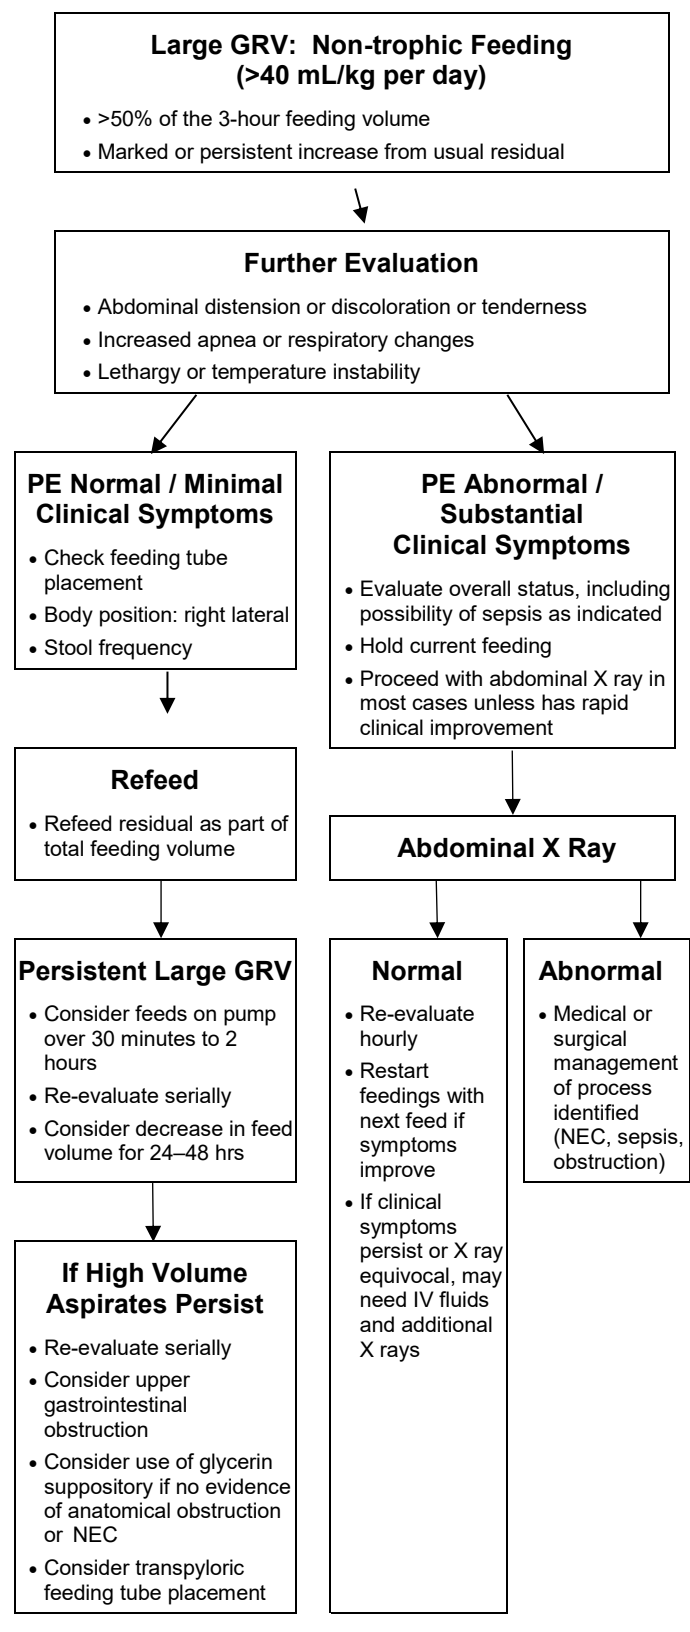 Large GRV:  Non-trophic Feeding
(>40 mL/kg per day)
• >50% of the 3-hour feeding volume
• Marked or persistent increase from usual residual
Further Evaluation
• Abdominal distension or discoloration or tenderness
• Increased apnea or respiratory changes
• Lethargy or temperature instability
PE Normal / Minimal
Clinical Symptoms
• Check feeding tube
placement
• Body position: right lateral
• Stool frequency
PE Abnormal /
Substantial
Clinical Symptoms
• Evaluate overall status, including
possibility of sepsis as indicated
• Hold current feeding
• Proceed with abdominal X ray in
most cases unless has rapid
clinical improvement
Refeed
• Refeed residual as part of
total feeding volume
Abdominal X Ray
Persistent Large GRV
• Consider feeds on pump
over 30 minutes to 2
hours
• Re-evaluate serially
• Consider decrease in feed
volume for 24–48 hrs
Normal
• Re-evaluate
hourly
• Restart
feedings with
next feed if
symptoms
improve
• If clinical
symptoms
persist or X ray
equivocal, may
need IV fluids
and additional
X rays
Abnormal
• Medical or
surgical
management
of process
identified
(NEC, sepsis,
obstruction)
If High Volume
Aspirates Persist
• Re-evaluate serially
• Consider upper
gastrointestinal
obstruction
• Consider use of glycerin
suppository if no evidence
of anatomical obstruction
or  NEC
• Consider transpyloric
feeding tube placement